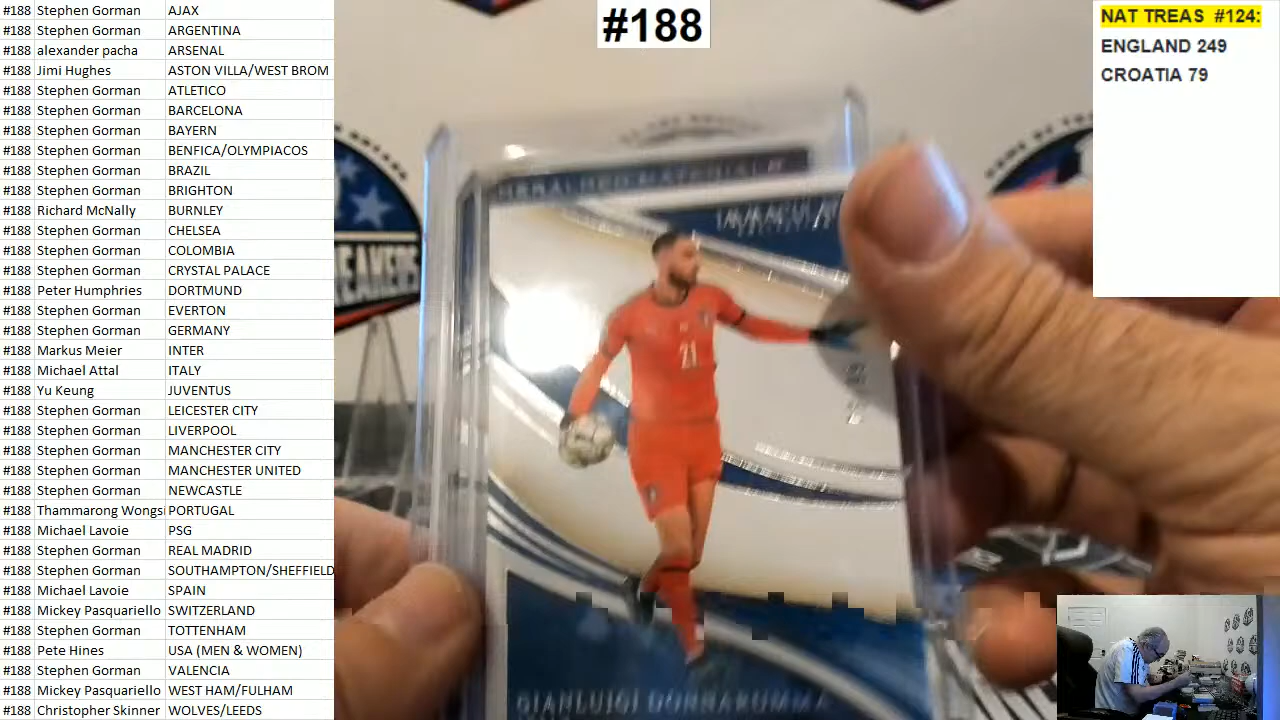 #188 Stephen Gorman AJAX
#188 Stephen Gorman ARGENTINA
#188 alexander pacha ARSENAL
#188 Jimi Hughes ASTON VILLA/WEST BROM
#188 Stephen Gorman ATLETICO
#188 Stephen Gorman BARCELONA
#188 Stephen Gorman BAYERN
#188 Stephen Gorman BENFICA/OLYMPIACOS
#188 Stephen Gorman BRAZIL
#188 Stephen Gorman BRIGHTON
#188 Richard McNally BURNLEY
#188 Stephen Gorman CHELSEA
#188 Stephen Gorman COLOMBIA
#188 Stephen Gorman CRYSTAL PALACE
#188 Peter Humphries DORTMUND
#188 Stephen Gorman EVERTON
#188 Stephen Gorman GERMANY
#188 Markus Meier INTER
#188 Michael Attal ITALY
#188 Yu Keung JUVENTUS
#188 Stephen Gorman LEICESTER CITY
#188 Stephen Gorman LIVERPOOL
#188 Stephen Gorman MANCHESTER CITY
#188 Stephen Gorman MANCHESTER UNITED
#188 Stephen Gorman NEWCASTLE
#188 Thammarong Wongsi PORTUGAL
#188 Michael Lavoie PSG
#188 Stephen Gorman REAL MADRID
#188 Stephen Gorman SOUTHAMPTON/SHEFFIELD
#188 Michael Lavoie SPAIN
#188 Mickey Pasquariello SWITZERLAND
#188 Stephen Gorman TOTTENHAM
#188 Pete Hines USA (MEN & WOMEN)
#188 Stephen Gorman VALENCIA
#188 Mickey Pasquariello WEST HAM/FULHAM
#188 Christopher Skinner WOLVES/LEEDS
#188
21
GIANLUIGI DONNARUMMA
NAT TREAS #124:
ENGLAND 249
CROATIA 79